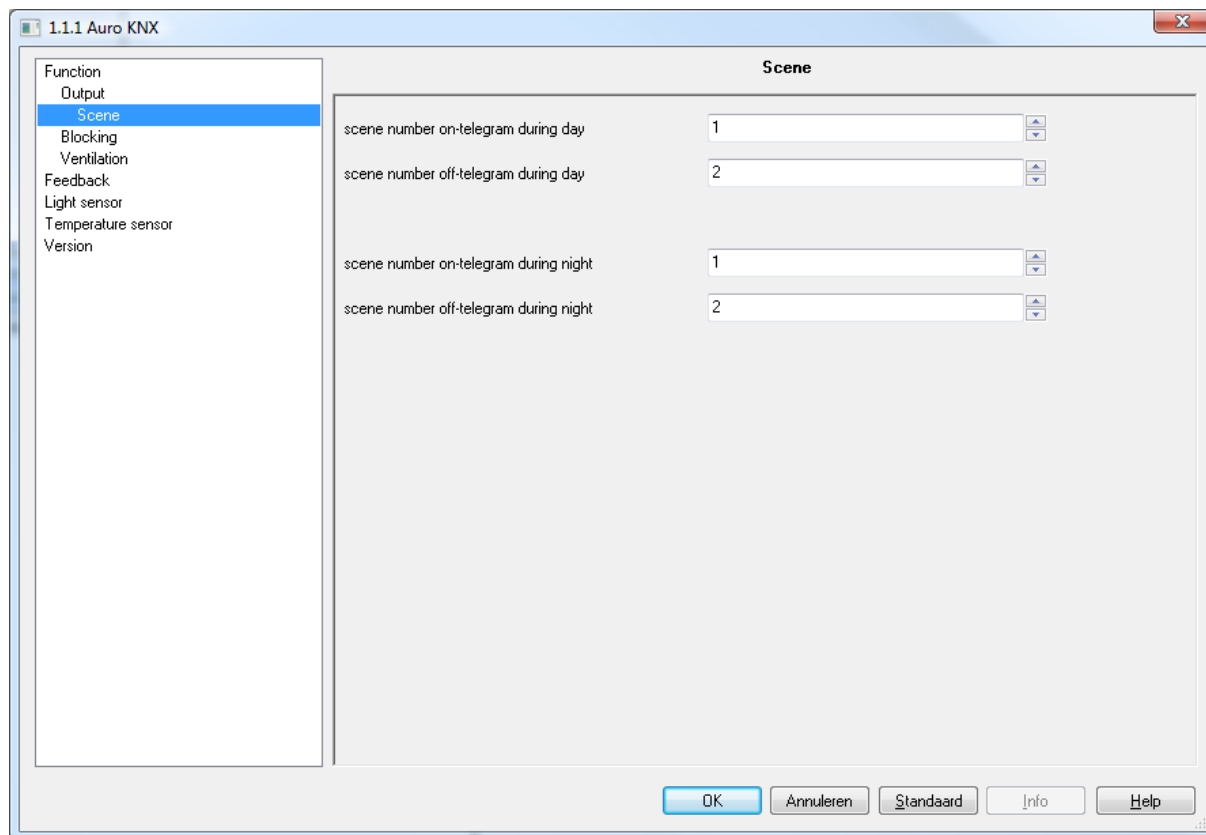 1.1.1 Auro KNX
Function
Output
Scene
Blocking
Ventilation
Feedback
Light sensor
Temperature sensor
Version
Scene
scene number on-telegram during day 1
scene number off-telegram during day 2
scene number on-telegram during night 1
scene number off-telegram during night 2
OK Annuleren Standaard Info Help